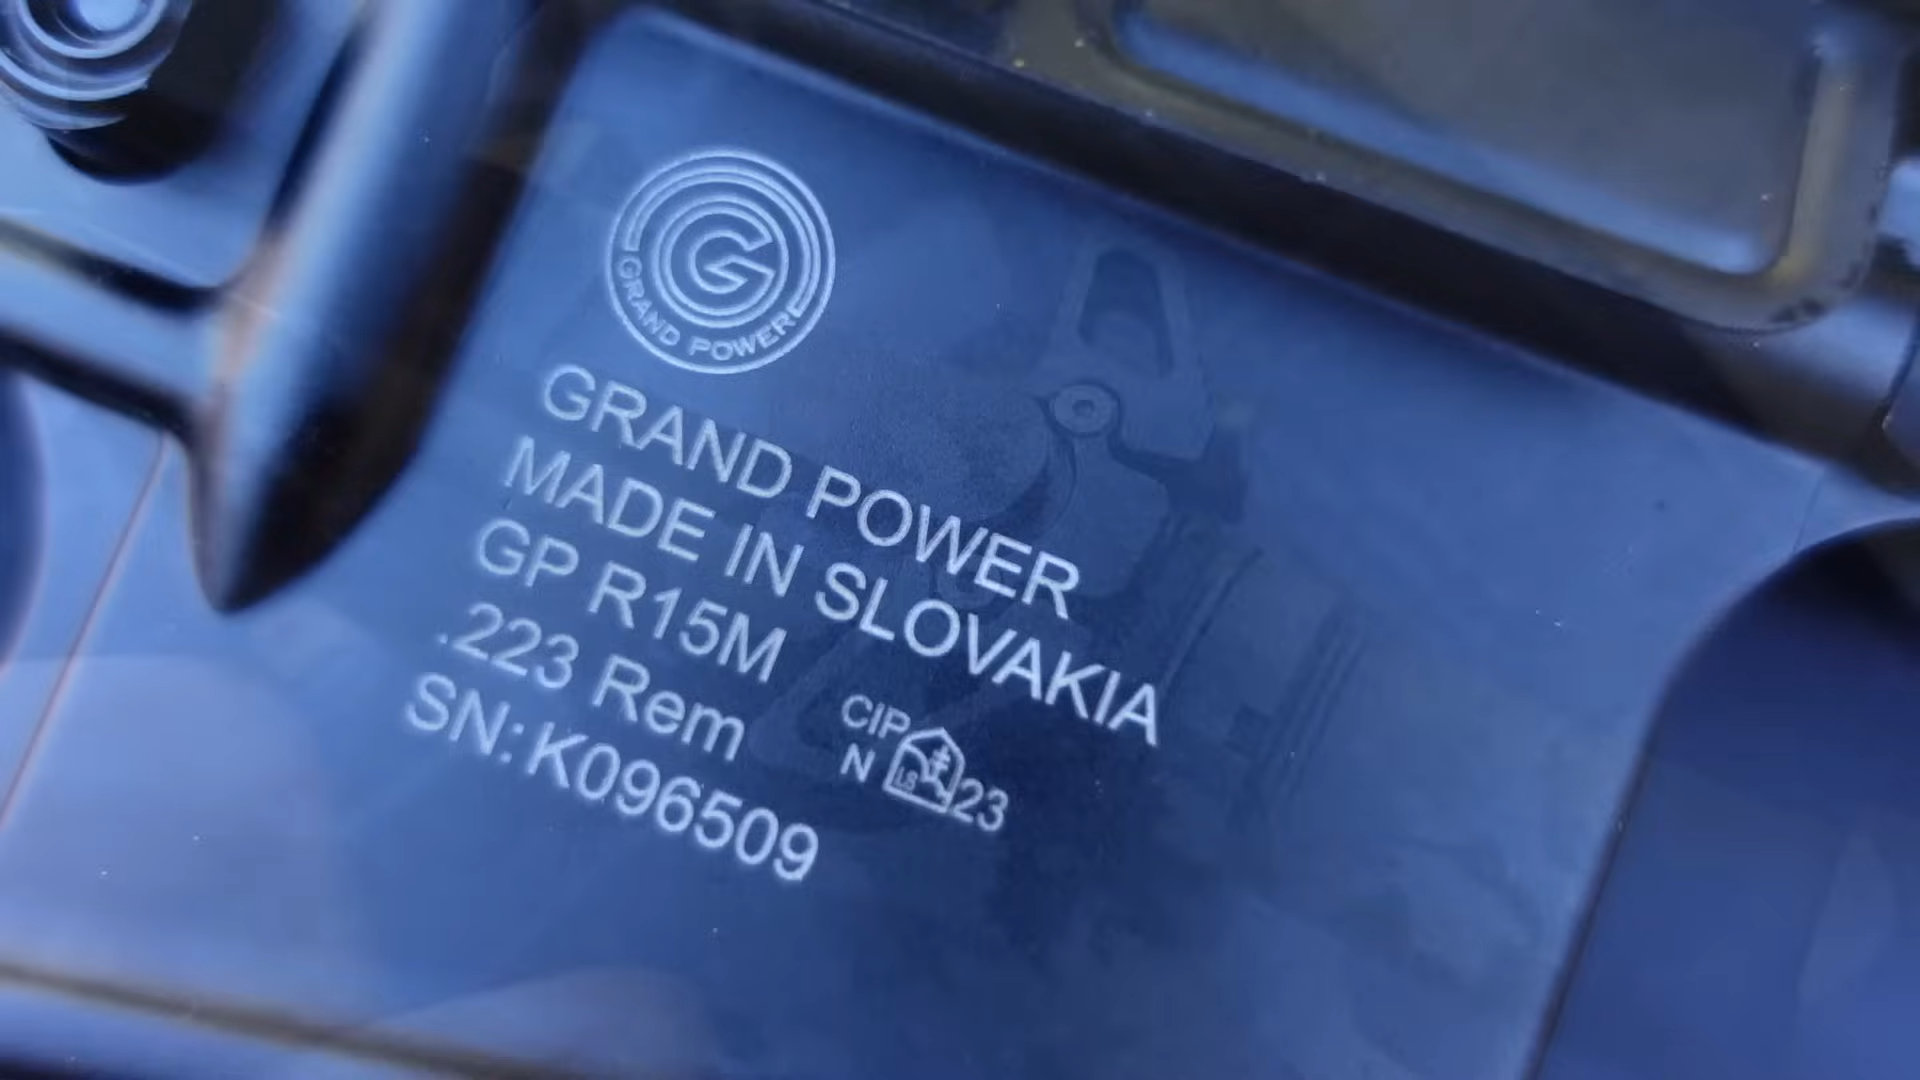 GRAND POWER
GRAND POWER
MADE IN SLOVAKIA
GP R15M
.223 Rem
SN:K096509
CIP
N LS 23